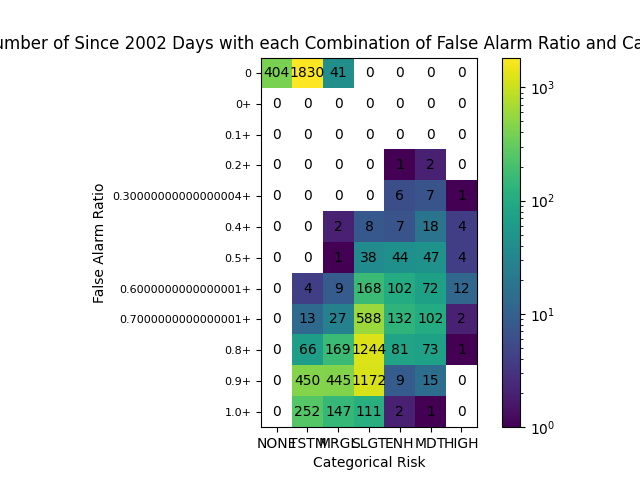 umber of Since 2002 Days with each Combination of False Alarm Ratio and Ca
0 404 1830 41 0 0 0 0
0+ 0 0 0 0 0 0 0
0.1+ 0 0 0 0 0 0 0
0.2+ 0 0 0 0 1 2 0
0.30000000000000004+ 0 0 0 0 6 7 1
0.4+ 0 0 2 8 7 18 4
0.5+ 0 0 1 38 44 47 4
0.6000000000000001+ 0 4 9 168 102 72 12
0.7000000000000001+ 0 13 27 588 132 102 2
0.8+ 0 66 169 1244 81 73 1
0.9+ 0 450 445 1172 9 15 0
1.0+ 0 252 147 111 2 1 0
NONE TSTM MRGL SLGT ENH MDT HIGH
Categorical Risk
False Alarm Ratio
10³
10²
10¹
10⁰